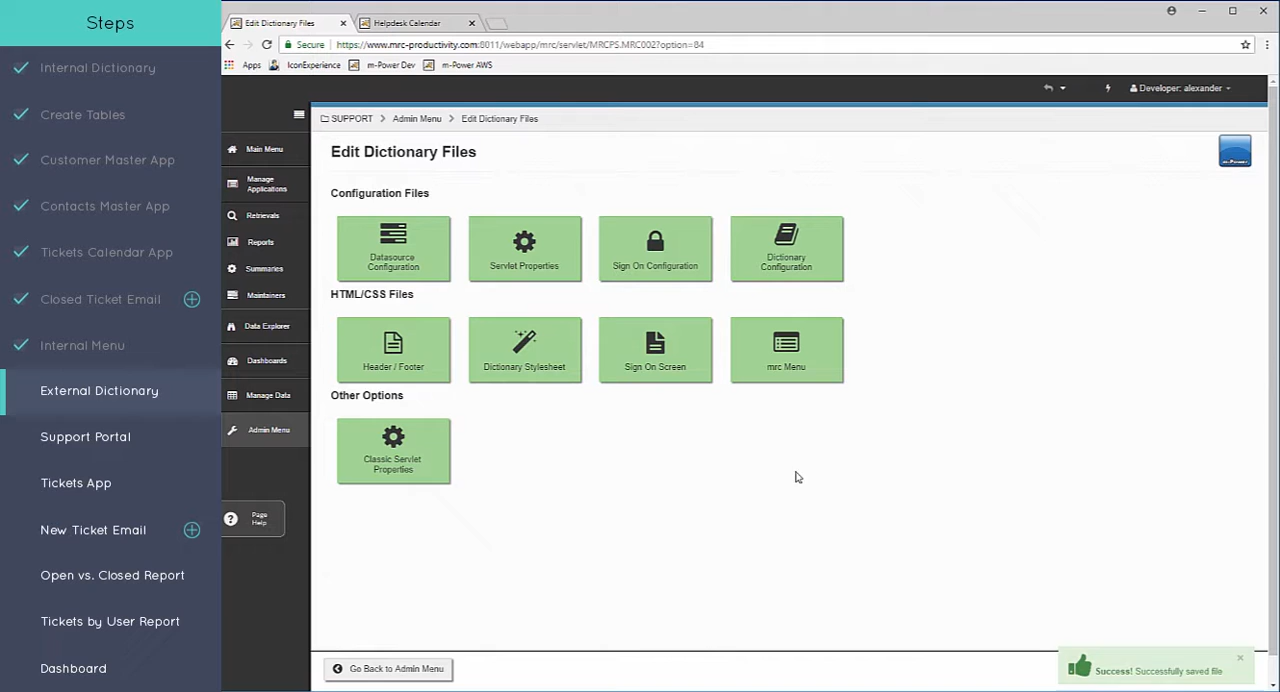 Steps
Internal Dictionary
Create Tables
Customer Master App
Contacts Master App
Tickets Calendar App
Closed Ticket Email
Internal Menu
External Dictionary
Support Portal
Tickets App
New Ticket Email
Open vs. Closed Report
Tickets by User Report
Dashboard
Edit Dictionary Files
Helpdesk Calendar
Secure
https://www.mrc-productivity.com:8011/webapp/mrc/servlet/MRCPS.MRC002?option=84
Apps
IconExperience
m-Power Dev
m-Power AWS
Developer: alexander
Main Menu
Manage
Applications
Retrievals
Reports
Summaries
Maintainers
Data Explorer
Dashboards
Manage Data
Admin Menu
Page
Help
SUPPORT > Admin Menu > Edit Dictionary Files
Edit Dictionary Files
m-Power
Configuration Files
Datasource
Configuration
Servlet Properties
Sign On Configuration
Dictionary
Configuration
HTML/CSS Files
Header / Footer
Dictionary Stylesheet
Sign On Screen
mrc Menu
Other Options
Classic Servlet
Properties
Go Back to Admin Menu
Success! Successfully saved file